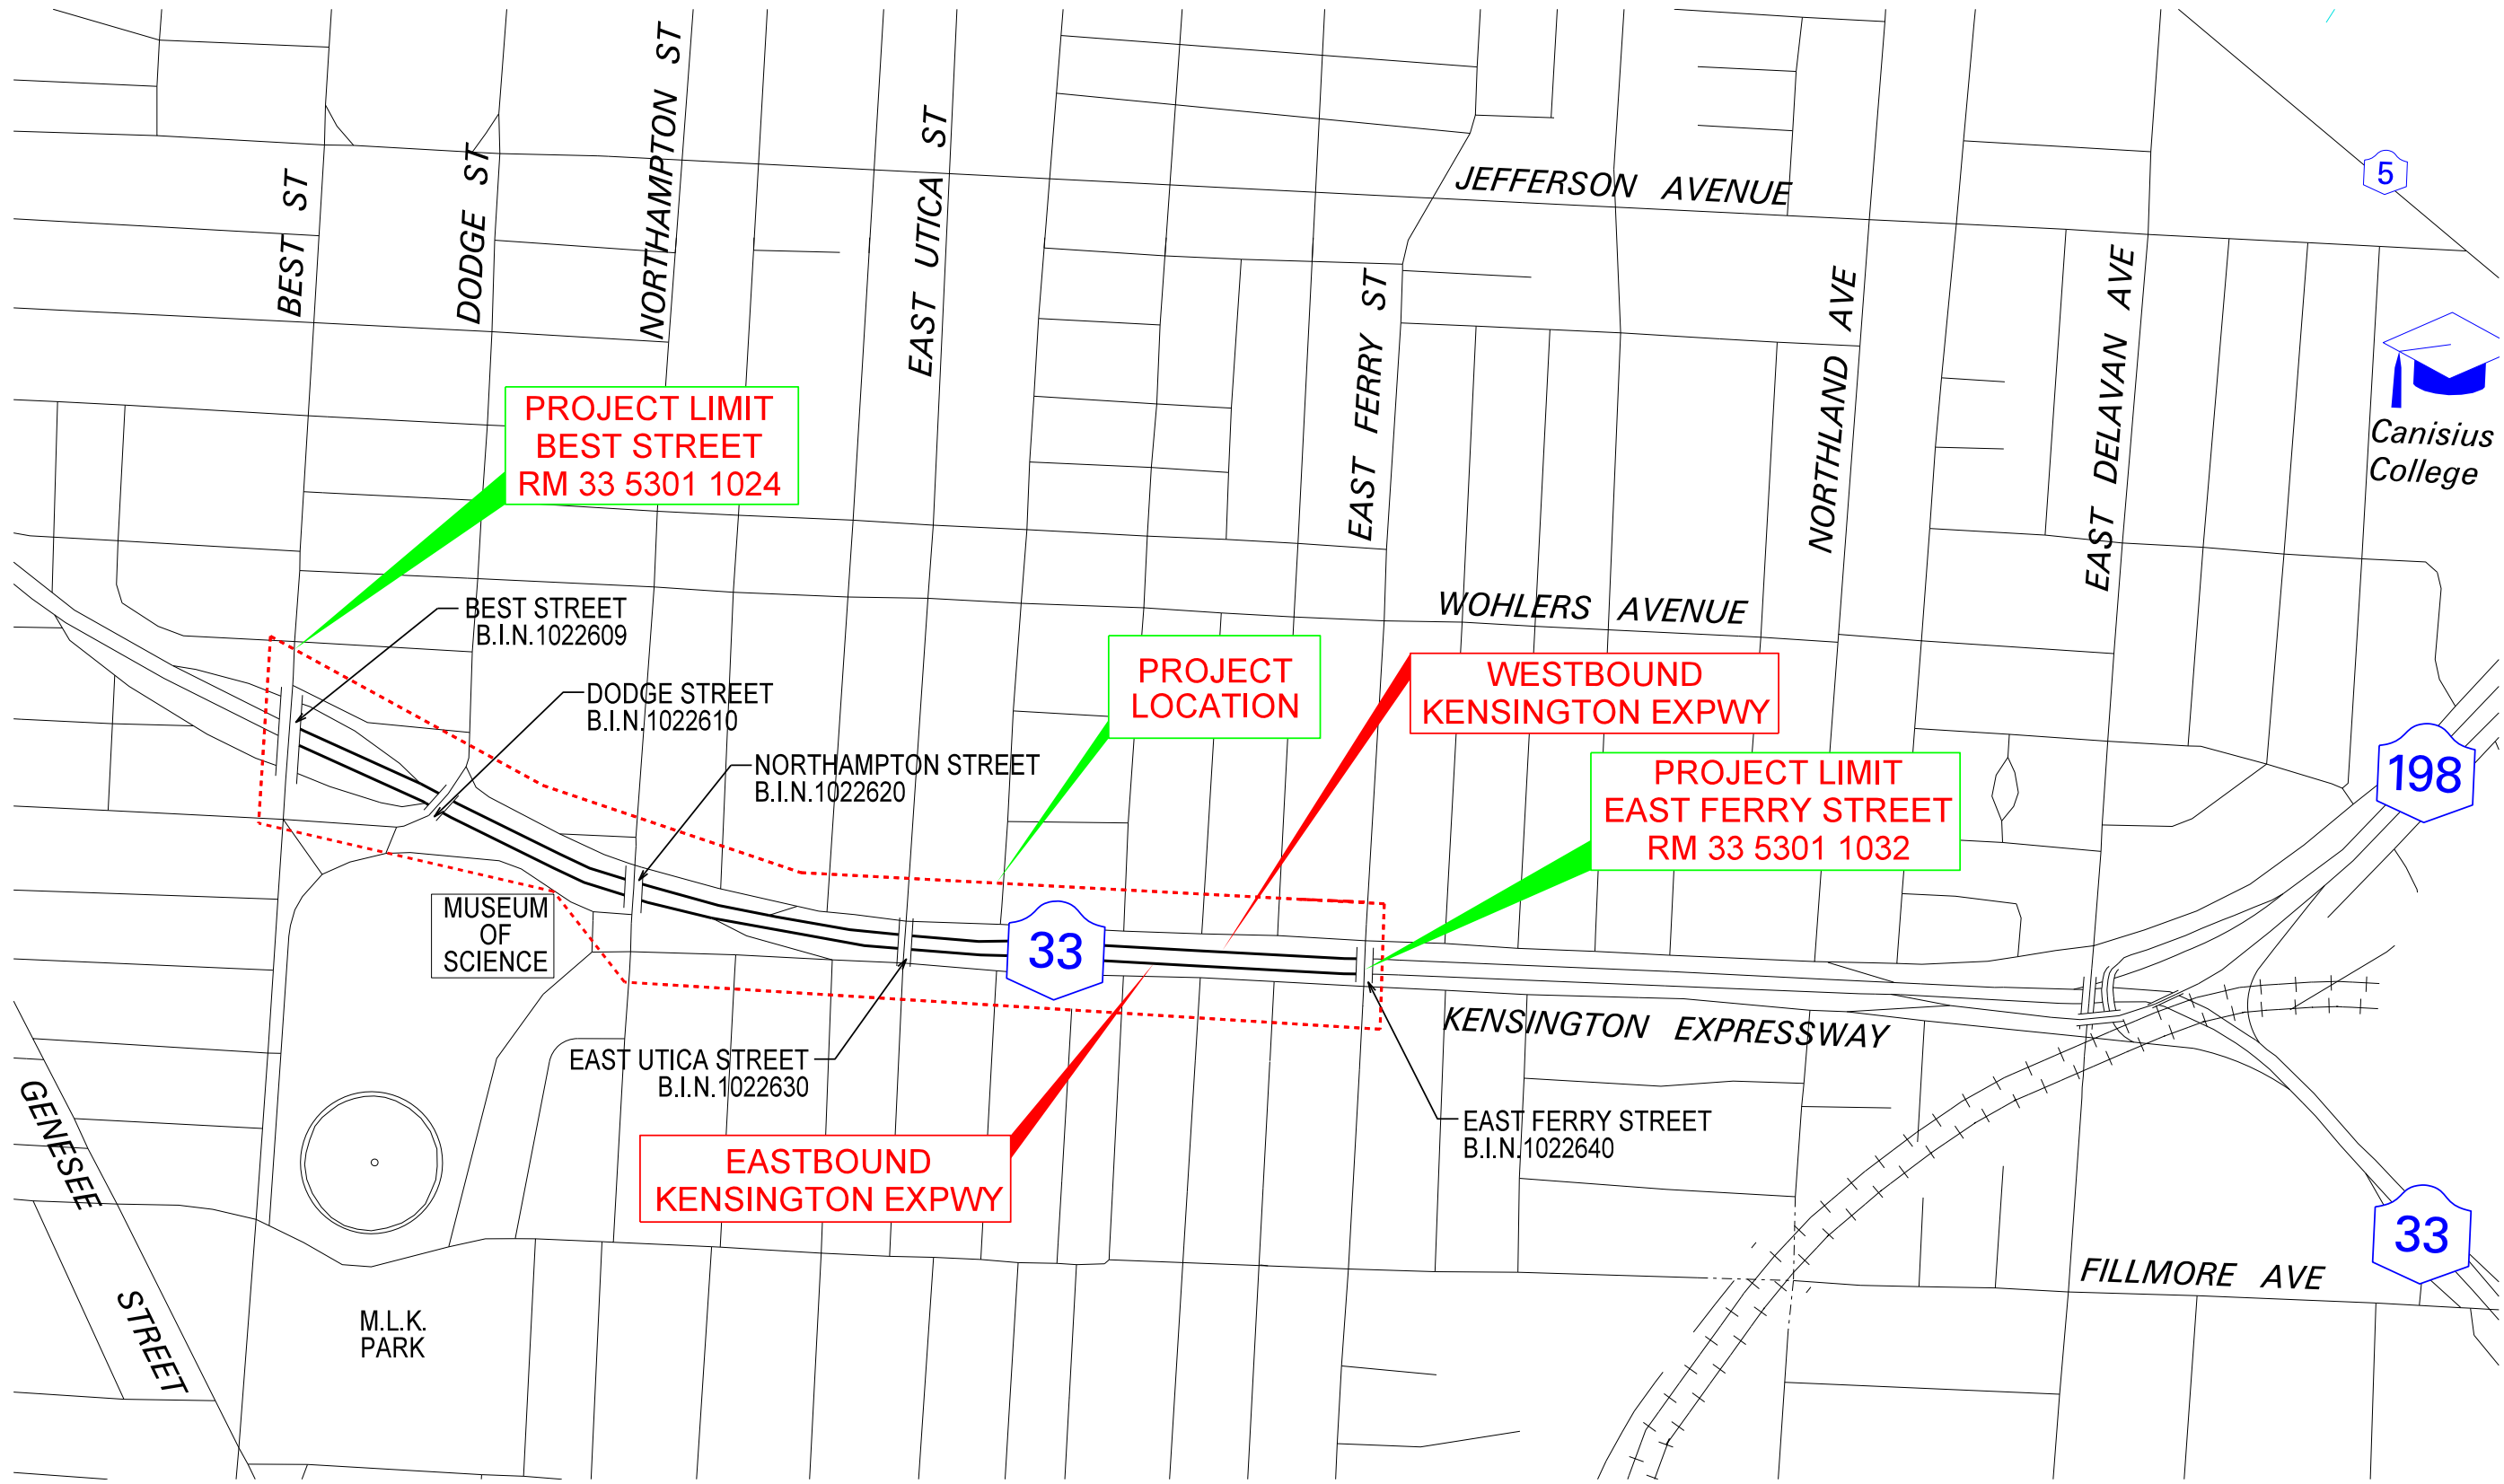 BEST ST
DODGE ST
NORTHAMPTON ST
EAST UTICA ST
JEFFERSON AVENUE
5
EAST FERRY ST
NORTHLAND AVE
EAST DELAVAN AVE
Canisius
College
PROJECT LIMIT
BEST STREET
RM 33 5301 1024
BEST STREET
B.I.N.1022609
WOHLERS AVENUE
DODGE STREET
B.I.N.1022610
PROJECT
LOCATION
WESTBOUND
KENSINGTON EXPWY
NORTHAMPTON STREET
B.I.N.1022620
PROJECT LIMIT
EAST FERRY STREET
RM 33 5301 1032
198
MUSEUM
OF
SCIENCE
33
KENSINGTON EXPRESSWAY
EAST UTICA STREET
B.I.N.1022630
EAST FERRY STREET
B.I.N.1022640
EASTBOUND
KENSINGTON EXPWY
GENESEE STREET
33
FILLMORE AVE
M.L.K.
PARK